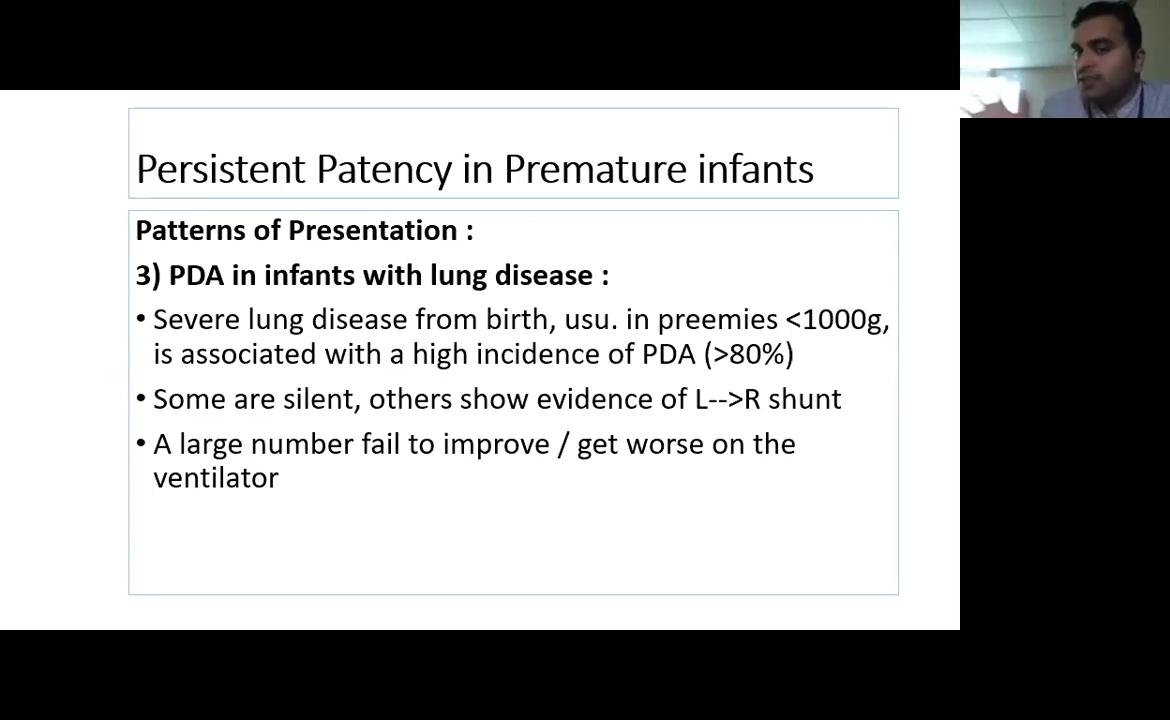 Persistent Patency in Premature infants
Patterns of Presentation :
3) PDA in infants with lung disease :
• Severe lung disease from birth, usu. in preemies <1000g,
is associated with a high incidence of PDA (>80%)
• Some are silent, others show evidence of L-->R shunt
• A large number fail to improve / get worse on the
ventilator